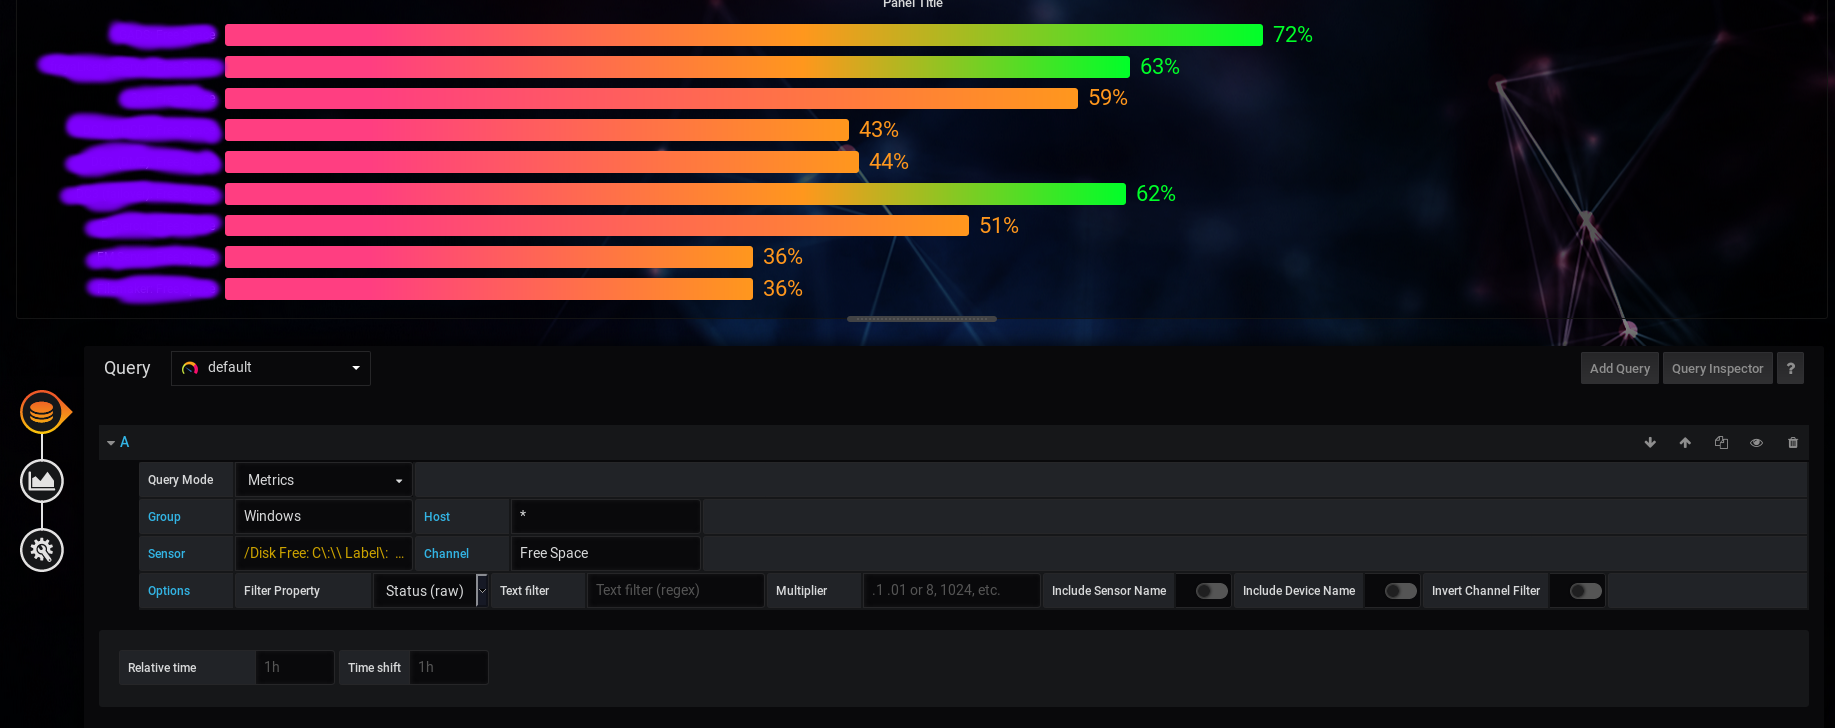 Panel Title
72%
63%
59%
43%
44%
62%
51%
36%
36%
Query default Add Query Query Inspector ?
A
Query Mode Metrics
Group Windows Host *
Sensor /Disk Free: C\:\\ Label\: ... Channel Free Space
Options Filter Property Status (raw) Text filter Text filter (regex) Multiplier .1 .01 or 8, 1024, etc. Include Sensor Name Include Device Name Invert Channel Filter
Relative time 1h Time shift 1h